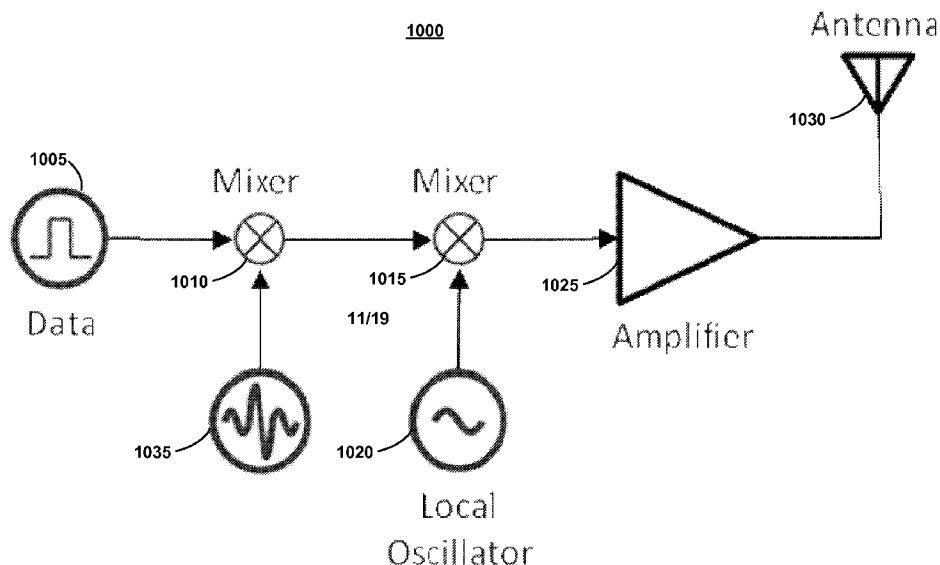 1000
Antenna
1030
1005
Mixer
Mixer
1010
1015
1025
Data
11/19
Amplifier
1035
1020
Local
Oscillator